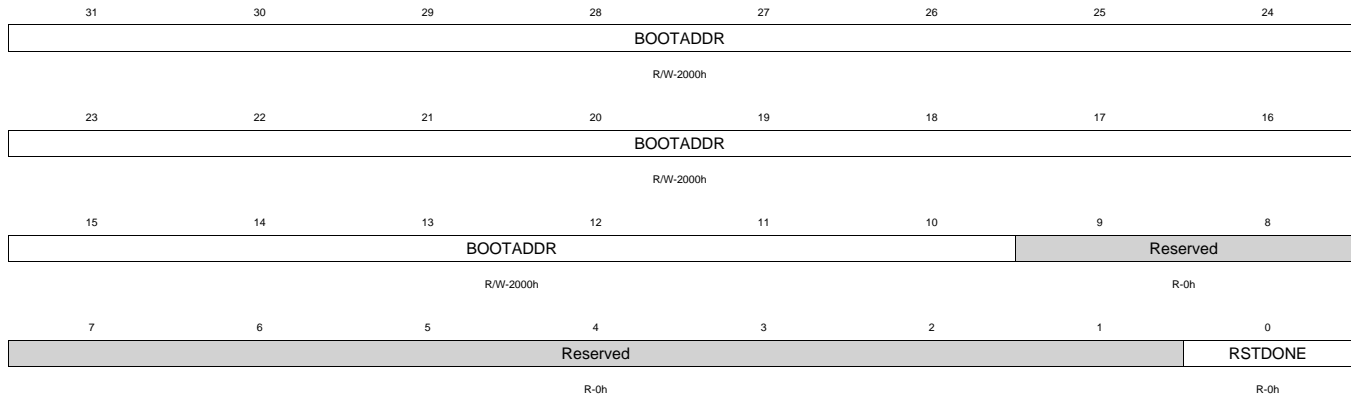 31 30 29 28 27 26 25 24
BOOTADDR
R/W-2000h
23 22 21 20 19 18 17 16
BOOTADDR
R/W-2000h
15 14 13 12 11 10 9 8
BOOTADDR Reserved
R/W-2000h R-0h
7 6 5 4 3 2 1 0
Reserved RSTDONE
R-0h R-0h